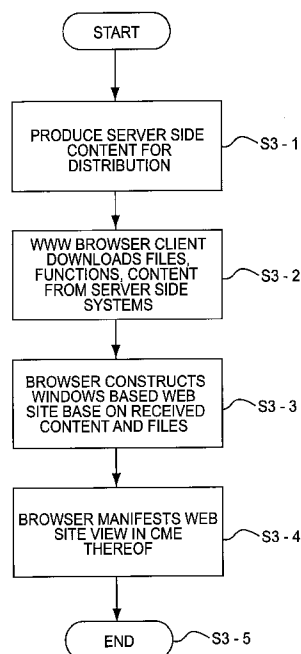 START
PRODUCE SERVER SIDE
CONTENT FOR
DISTRIBUTION
S3 - 1
WWW BROWSER CLIENT
DOWNLOADS FILES,
FUNCTIONS, CONTENT
FROM SERVER SIDE
SYSTEMS
S3 - 2
BROWSER CONSTRUCTS
WINDOWS BASED WEB
SITE BASE ON RECEIVED
CONTENT AND FILES
S3 - 3
BROWSER MANIFESTS WEB
SITE VIEW IN CME
THEREOF
S3 - 4
END
S3 - 5